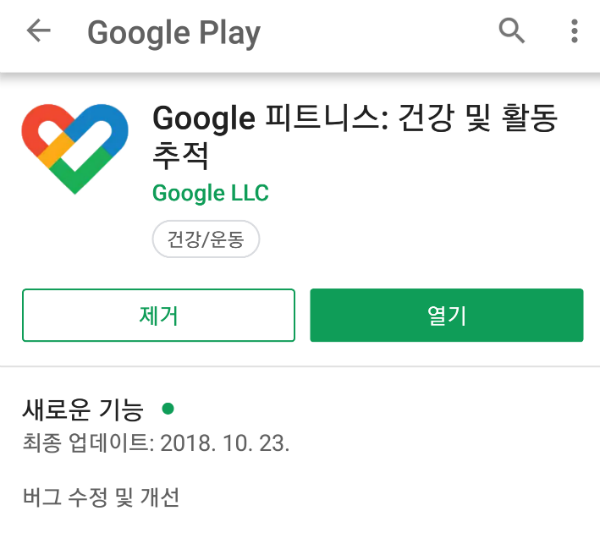 Google Play
Google 피트니스: 건강 및 활동
추적
Google LLC
건강/운동
제거
열기
새로운 기능
최종 업데이트: 2018. 10. 23.
버그 수정 및 개선